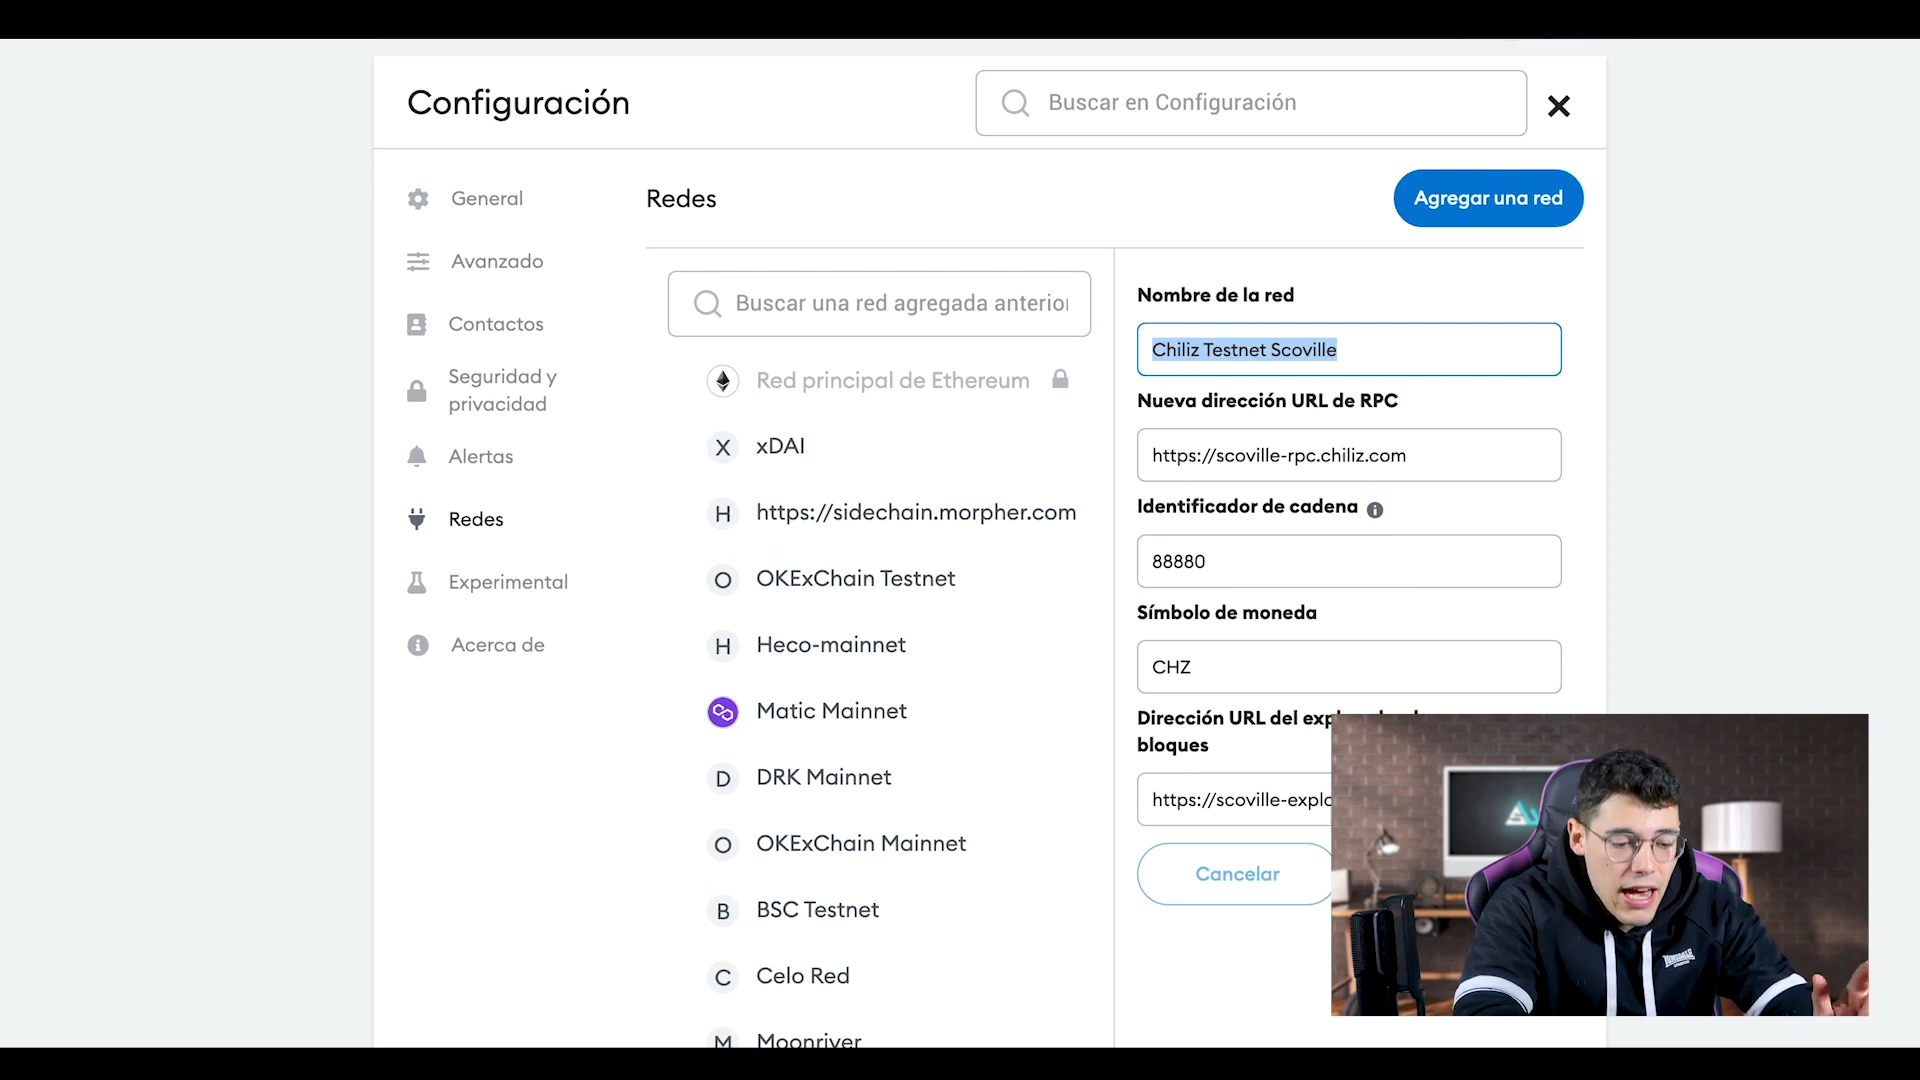 Configuración
Buscar en Configuración
General
Avanzado
Contactos
Seguridad y
privacidad
Alertas
Redes
Experimental
Acerca de
Redes
Agregar una red
Buscar una red agregada anterior
Red principal de Ethereum
X xDAI
H https://sidechain.morpher.com
O OKExChain Testnet
H Heco-mainnet
Matic Mainnet
D DRK Mainnet
O OKExChain Mainnet
B BSC Testnet
C Celo Red
M Moonriver
Nombre de la red
Chiliz Testnet Scoville
Nueva dirección URL de RPC
https://scoville-rpc.chiliz.com
Identificador de cadena
88880
Símbolo de moneda
CHZ
Dirección URL del
bloques
https://scoville-explo
Cancelar
LONSDALE